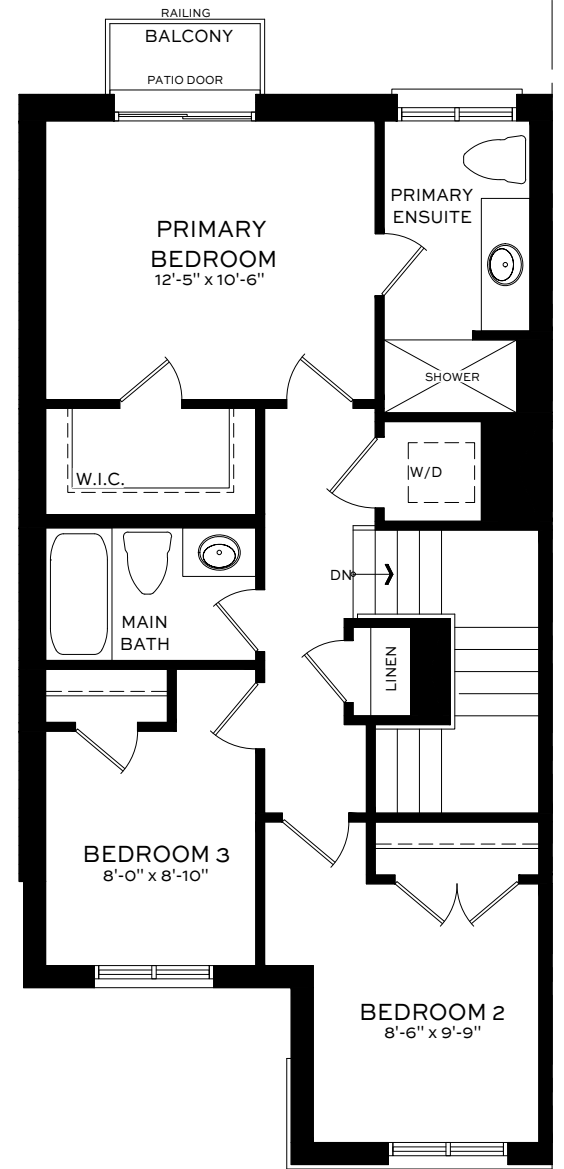 RAILING
BALCONY
PATIO DOOR
PRIMARY
ENSUITE
PRIMARY
BEDROOM
12'-5" x 10'-6"
SHOWER
W.I.C.
W/D
DN
MAIN
BATH
LINEN
BEDROOM 3
8'-0" x 8'-10"
BEDROOM 2
8'-6" x 9'-9"